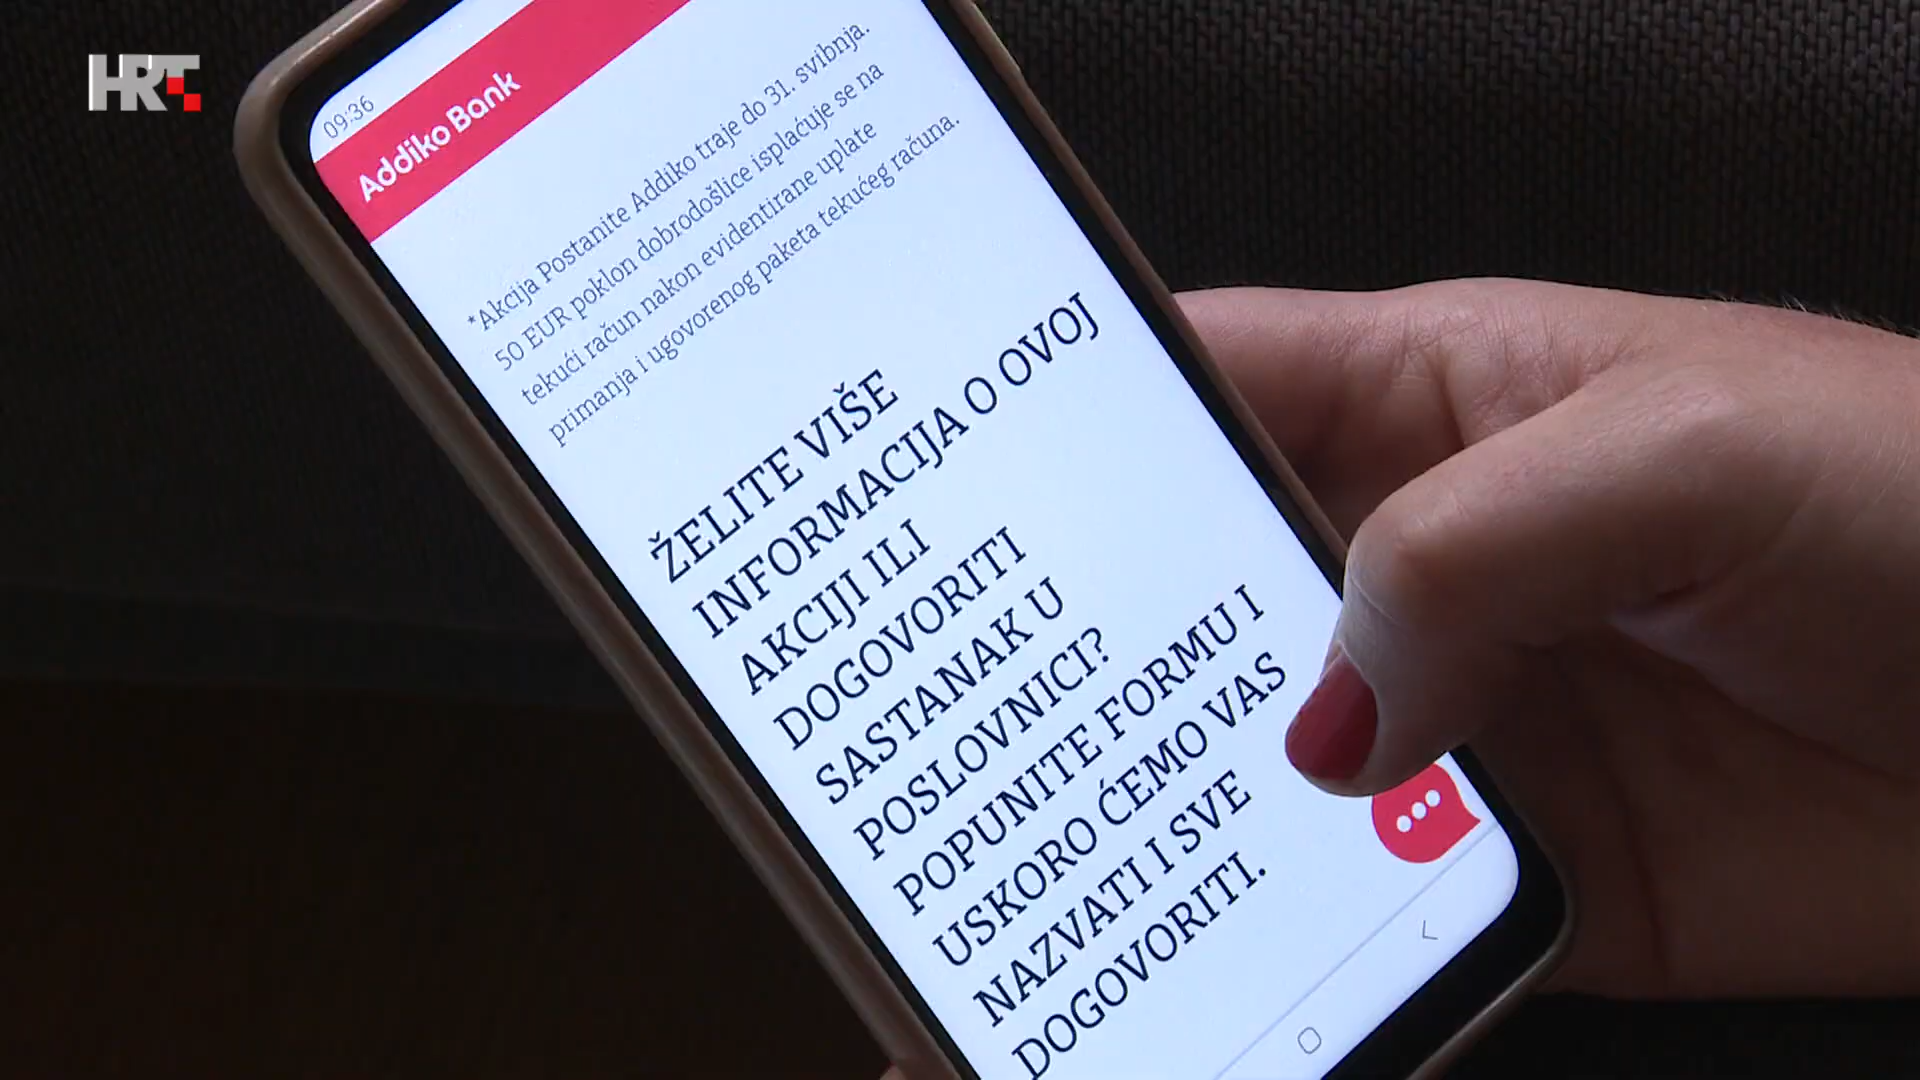 HRT
09:36
Addiko Bank
*Akcija Postanite Addiko traje do 31. svibnja.
50 EUR poklon dobrodošlice isplaćuje se na
tekući račun nakon evidentirane uplate
primanja i ugovorenog paketa tekućeg računa.
ŽELITE VIŠE
INFORMACIJA O OVOJ
AKCIJI ILI
DOGOVORITI
SASTANAK U
POSLOVNICI?
POPUNITE FORMU I
USKORO ĆEMO VAS
NAZVATI I SVE
DOGOVORITI.